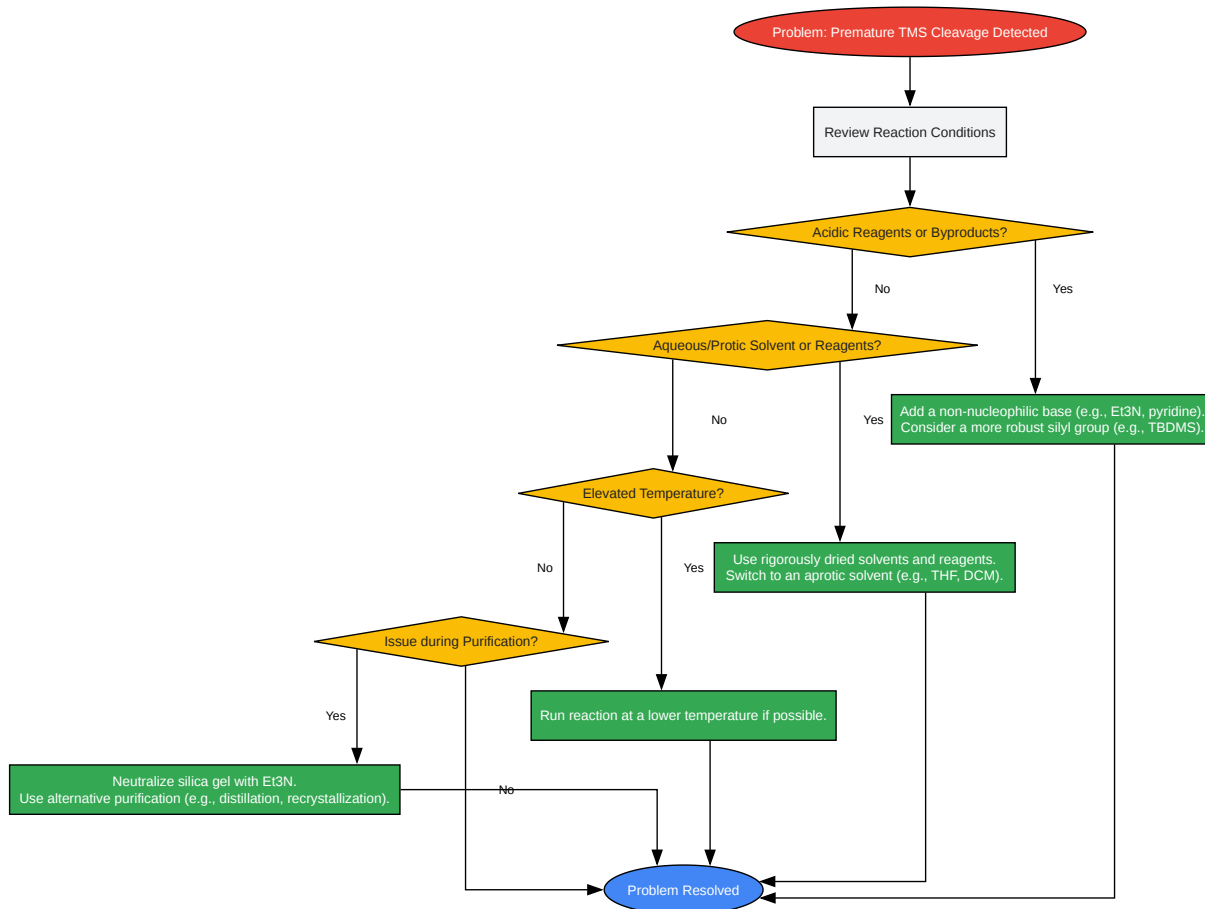 Problem: Premature TMS Cleavage Detected
Review Reaction Conditions
Acidic Reagents or Byproducts?
No
Yes
Aqueous/Protic Solvent or Reagents?
No
Yes
Add a non-nucleophilic base (e.g., Et3N, pyridine).
Consider a more robust silyl group (e.g., TBDMS).
Elevated Temperature?
No
Yes
Use rigorously dried solvents and reagents.
Switch to an aprotic solvent (e.g., THF, DCM).
Issue during Purification?
Yes
No
Run reaction at a lower temperature if possible.
Neutralize silica gel with Et3N.
Use alternative purification (e.g., distillation, recrystallization).
Problem Resolved